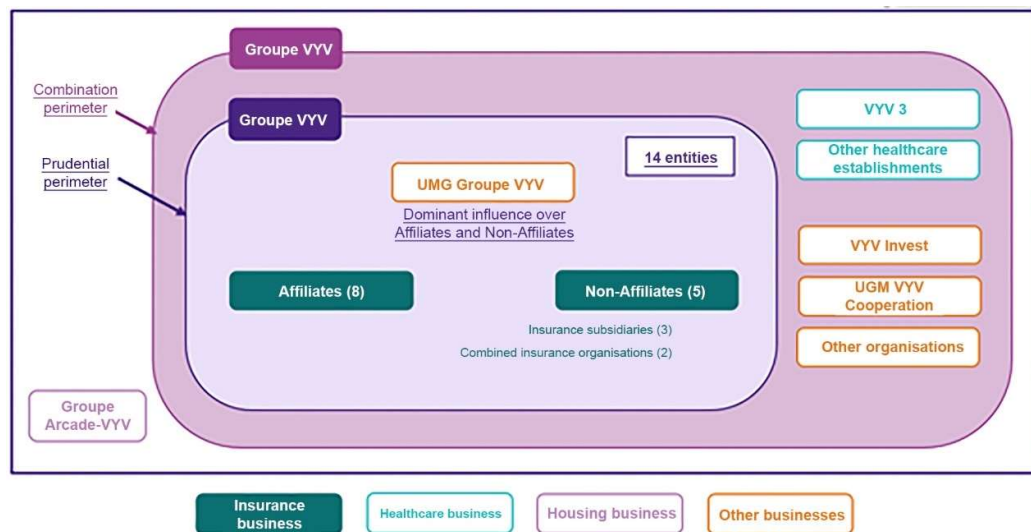 Groupe VYV
Combination
perimeter
Groupe VYV
Prudential
perimeter
14 entities
UMG Groupe VYV
Dominant influence over
Affiliates and Non-Affiliates
Affiliates (8)
Non-Affiliates (5)
Insurance subsidiaries (3)
Combined insurance organisations (2)
VYV 3
Other healthcare
establishments
VYV Invest
UGM VYV
Cooperation
Other organisations
Groupe
Arcade-VYV
Insurance
business
Healthcare business
Housing business
Other businesses